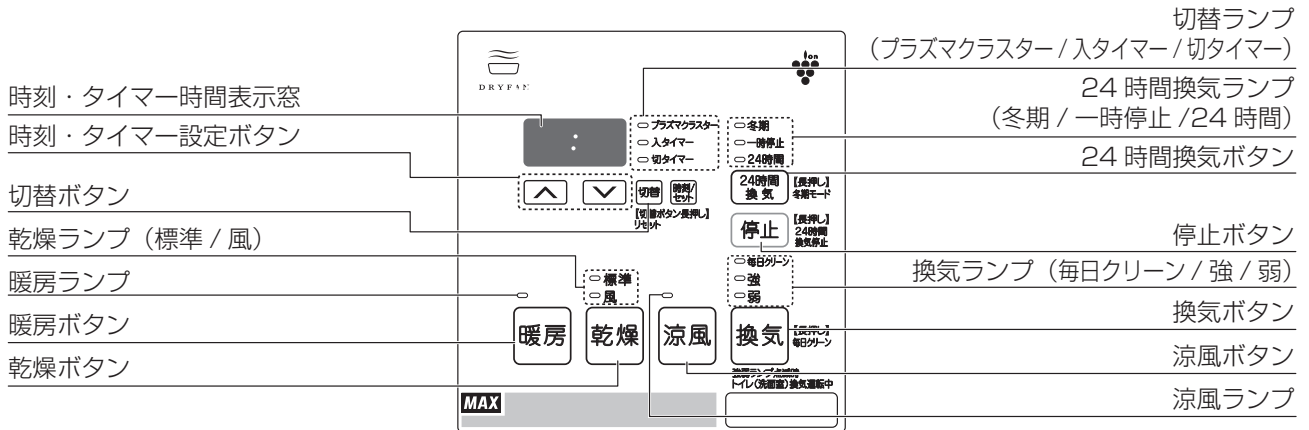 時刻・タイマー時間表示窓
時刻・タイマー設定ボタン
切替ボタン
乾燥ランプ（標準 / 風）
暖房ランプ
暖房ボタン
乾燥ボタン
DRYFAN
ion
:
プラズマクラスター
入タイマー
切タイマー
冬期
一時停止
24時間
切替
時刻/
セット
【切替ボタン長押し】
リセット
24時間
換気
【長押し】
冬期モード
停止
【長押し】
24時間
換気停止
毎日クリーン
強
弱
標準
風
暖房
乾燥
涼風
換気
【長押し】
毎日クリーン
強弱ランプ点滅時
トイレ(洗面室)換気運転中
MAX
切替ランプ
（プラズマクラスター / 入タイマー / 切タイマー）
24 時間換気ランプ
（冬期 / 一時停止 /24 時間）
24 時間換気ボタン
停止ボタン
換気ランプ（毎日クリーン / 強 / 弱）
換気ボタン
涼風ボタン
涼風ランプ